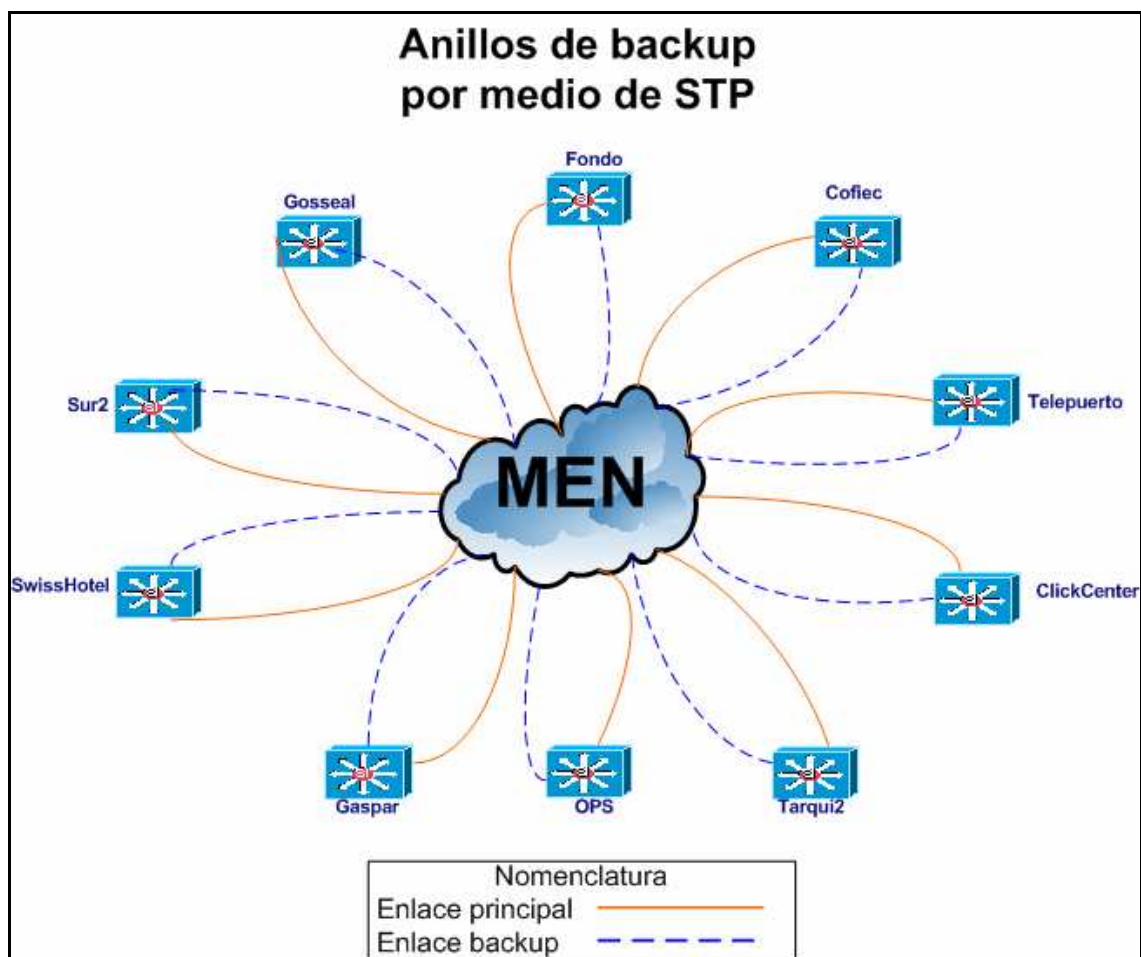 Anillos de backup
por medio de STP
Fondo
Gosseal
Cofiec
Sur2
Telepuerto
MEN
SwissHotel
ClickCenter
Gaspar
OPS
Tarqui2
Nomenclatura
Enlace principal
Enlace backup